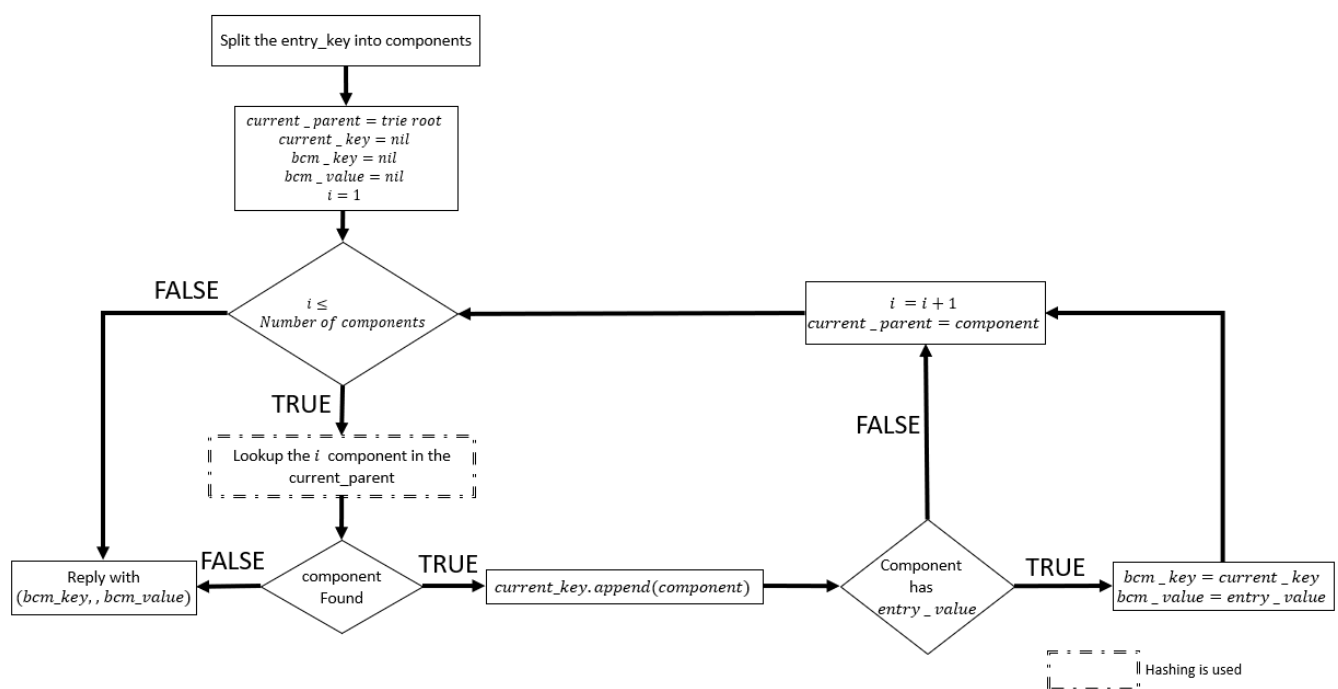 Split the entry_key into components
current_parent = trie root
current_key = nil
bcm_key = nil
bcm_value = nil
i = 1
FALSE
i ≤
Number of components
i = i + 1
current_parent = component
TRUE
FALSE
Lookup the i component in the
current_parent
Reply with
(bcm_key, , bcm_value)
FALSE
component
Found
TRUE
current_key.append(component)
Component
has
entry_value
TRUE
bcm_key = current_key
bcm_value = entry_value
Hashing is used